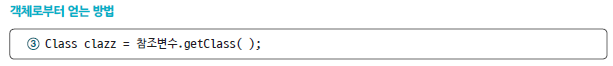 객체로부터 얻는 방법
③ Class clazz = 참조변수.getClass( );